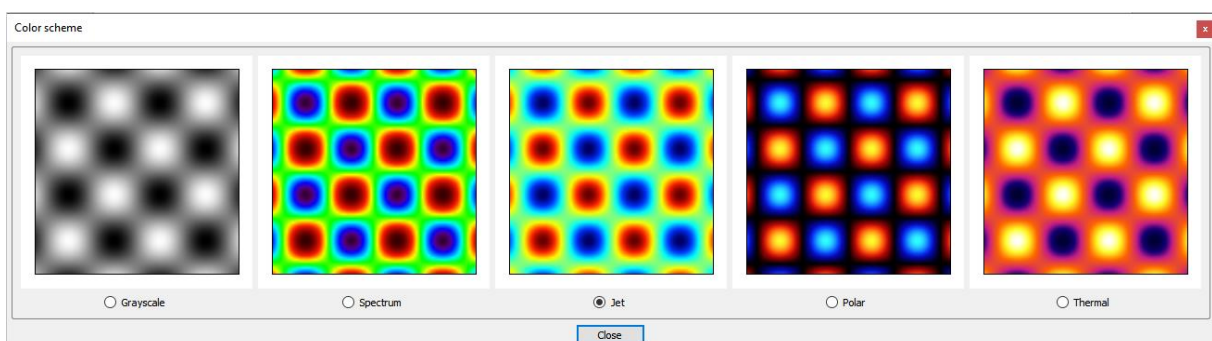 Color scheme
x
Grayscale
Spectrum
Jet
Polar
Thermal
Close